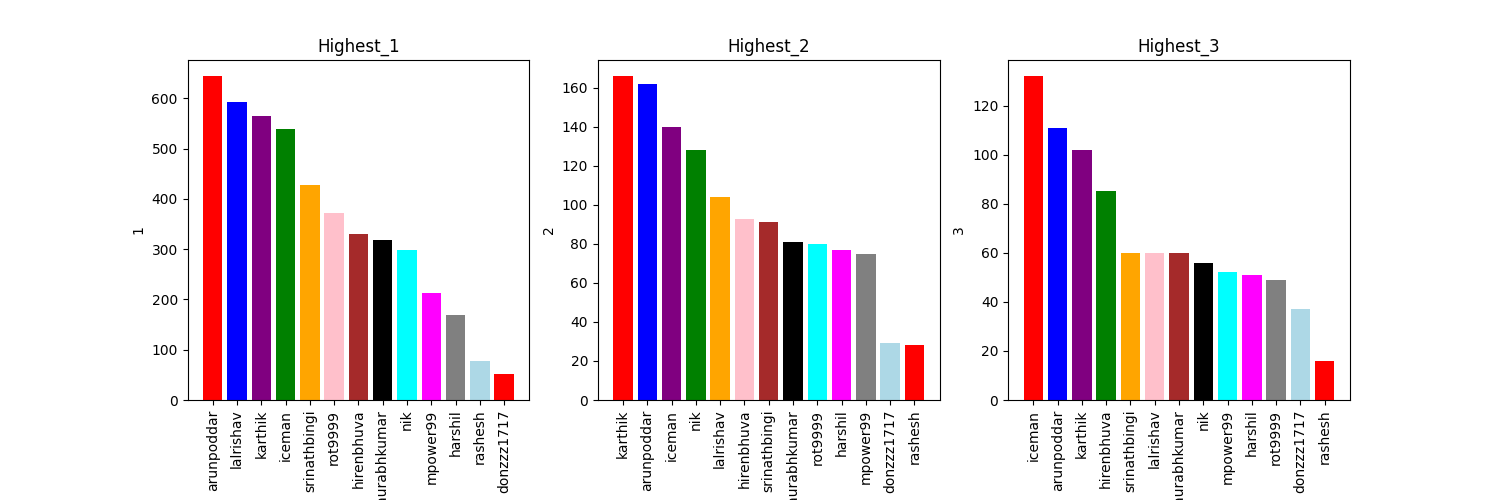 Highest_1
Highest_2
Highest_3
600
500
400
300
200
100
0
1
arunpoddar
lalrishav
karthik
iceman
srinathbingi
rot9999
hirenbhuva
urabhkumar
nik
mpower99
harshil
rashesh
donzzz1717
160
140
120
100
80
60
40
20
0
2
karthik
arunpoddar
iceman
nik
lalrishav
hirenbhuva
srinathbingi
urabhkumar
rot9999
harshil
mpower99
donzzz1717
rashesh
120
100
80
60
40
20
0
3
iceman
arunpoddar
karthik
hirenbhuva
srinathbingi
lalrishav
urabhkumar
nik
mpower99
harshil
rot9999
donzzz1717
rashesh